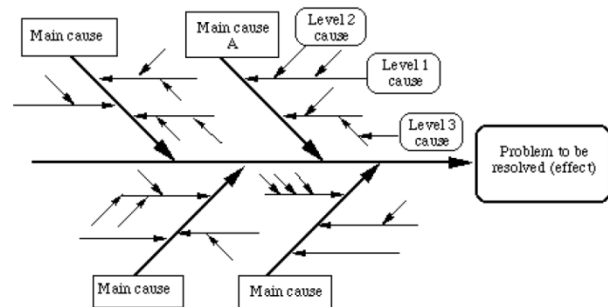 Main cause
Main cause
A
Level 2
cause
Level 1
cause
Level 3
cause
Problem to be
resolved (effect)
Main cause
Main cause